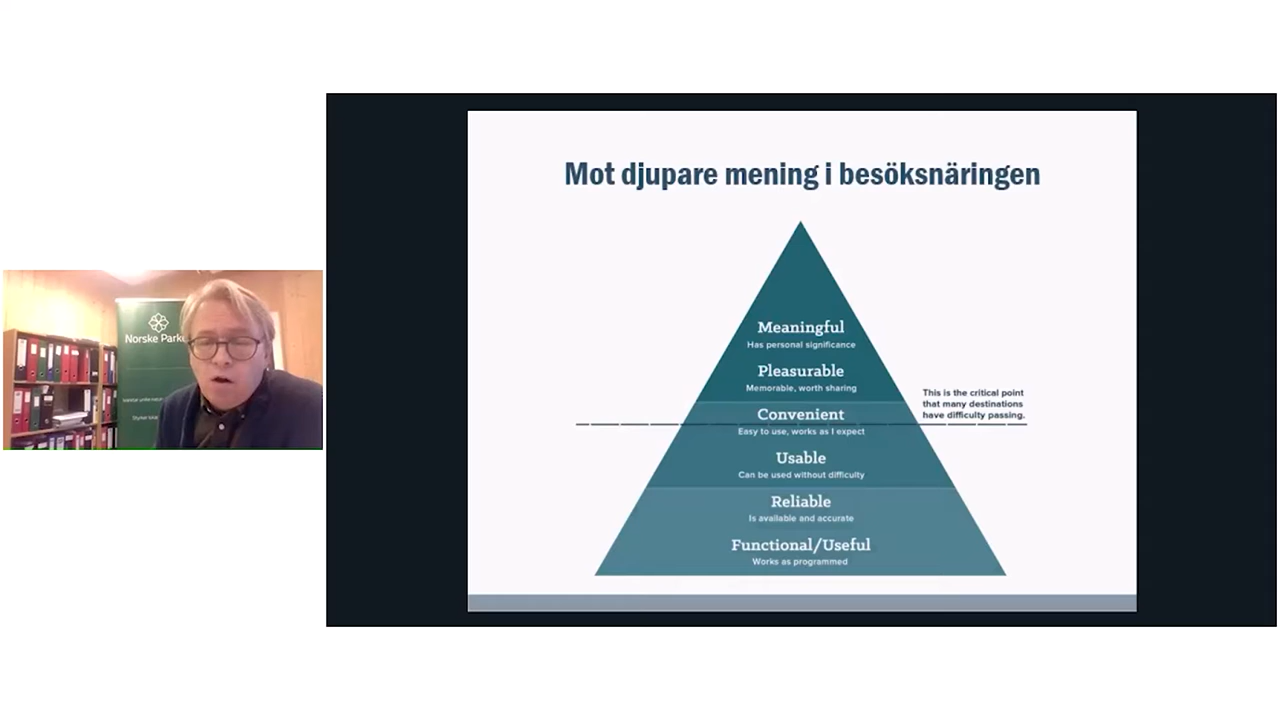 Norske Parke
Mot djupare mening i besöksnäringen
Meaningful
Has personal significance
Pleasurable
Memorable, worth sharing
Convenient
Easy to use, works as I expect
Usable
Can be used without difficulty
Reliable
Is available and accurate
Functional/Useful
Works as programmed
This is the critical point
that many destinations
have difficulty passing.